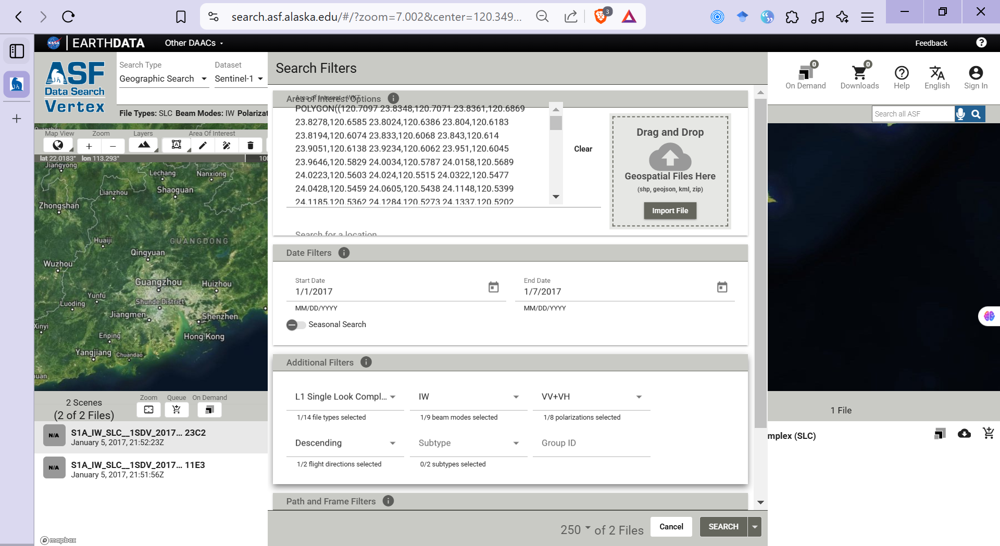 search.asf.alaska.edu/#/?zoom=7.002&center=120.349...
3
NASA
EARTHDATA
Other DAACs
Feedback
?
ASF
Data Search
Vertex
Search Type
Geographic Search
Dataset
Sentinel-1
File Types: SLC Beam Modes: IW Polarizat
Search Filters
0
On Demand
0
Downloads
Help
English
Sign In
Search all ASF
Map View
Zoom
Layers
Area Of Interest
lat 22.0183° lon 113.293°
100
Jiangyong
Lechang
Nanxiong
Lianzhou
Shaoguan
Zhongshan
Huaiji
GUANGDONG
Qingyuan
Wuzhou
Guangzhou
Huizhou
Yunfu
Shunde District
Luoding
Jiangmen
Shenzhen
Xinyi
Enping
Hong Kong
Yangjiang
Chuandao
uan
mapbox
Area of Interest Options
Area of Interest • WKT
POLYGON((120.7097 23.8348,120.7071 23.8361,120.6869
23.8278,120.6585 23.8024,120.6386 23.804,120.6183
23.8194,120.6074 23.833,120.6068 23.843,120.614
23.9051,120.6138 23.9234,120.6062 23.951,120.6045
23.9646,120.5829 24.0034,120.5787 24.0158,120.5689
24.0223,120.5603 24.024,120.5515 24.0322,120.5477
24.0428,120.5459 24.0605,120.5438 24.1148,120.5399
24.1185,120.5362 24.1284,120.5273 24.1337,120.5202
Clear
Drag and Drop
Geospatial Files Here
(shp, geojson, kml, zip)
Import File
Search for a location
Date Filters
Start Date
1/1/2017
MM/DD/YYYY
End Date
1/7/2017
MM/DD/YYYY
Seasonal Search
Additional Filters
L1 Single Look Compl...
1/14 file types selected
IW
1/9 beam modes selected
VV+VH
1/8 polarizations selected
Descending
1/2 flight directions selected
Subtype
0/2 subtypes selected
Group ID
Path and Frame Filters
250 of 2 Files
Cancel
SEARCH
2 Scenes
(2 of 2 Files)
Zoom
Queue
On Demand
N/A
S1A_IW_SLC__1SDV_2017... 23C2
January 5, 2017, 21:52:23Z
N/A
S1A_IW_SLC__1SDV_2017... 11E3
January 5, 2017, 21:51:56Z
1 File
mplex (SLC)